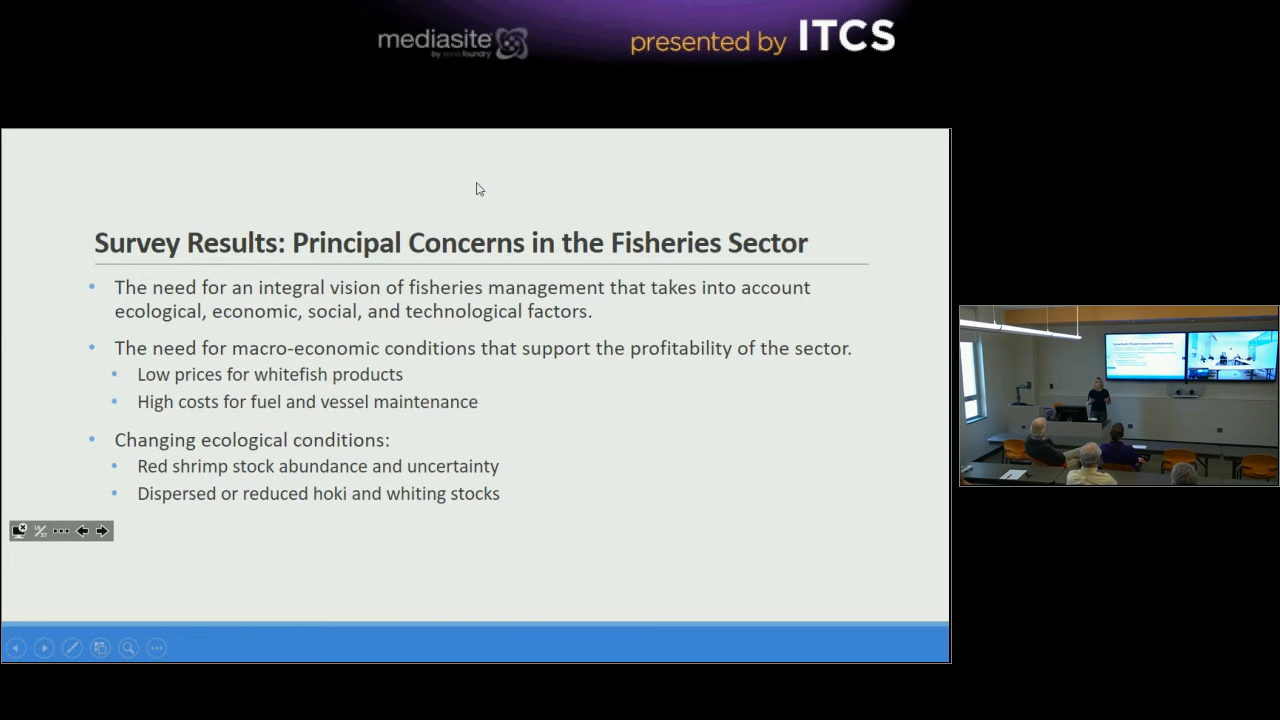 mediasite
by sonicfoundry
presented by ITCS
Survey Results: Principal Concerns in the Fisheries Sector
• The need for an integral vision of fisheries management that takes into account
ecological, economic, social, and technological factors.
• The need for macro-economic conditions that support the profitability of the sector.
• Low prices for whitefish products
• High costs for fuel and vessel maintenance
• Changing ecological conditions:
• Red shrimp stock abundance and uncertainty
• Dispersed or reduced hoki and whiting stocks